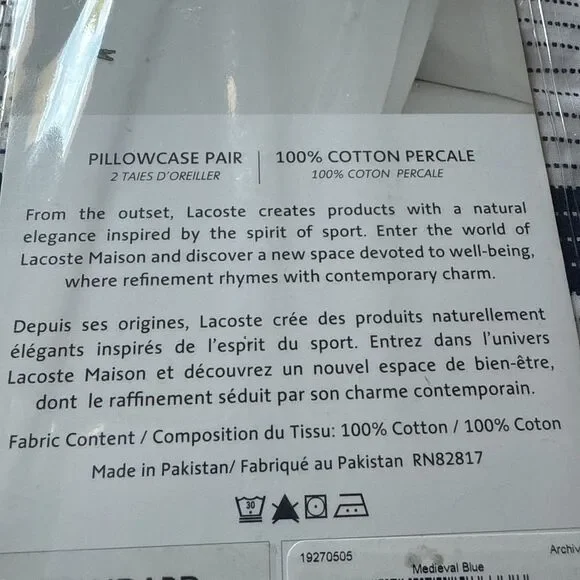 PILLOWCASE PAIR | 100% COTTON PERCALE
2 TAIES D'OREILLER 100% COTON PERCALE
From the outset, Lacoste creates products with a natural
elegance inspired by the spirit of sport. Enter the world of
Lacoste Maison and discover a new space devoted to well-being,
where refinement rhymes with contemporary charm.
Depuis ses origines, Lacoste crée des produits naturellement
élégants inspirés de l'esprit du sport. Entrez dans l'univers
Lacoste Maison et découvrez un nouvel espace de bien-être,
dont le raffinement séduit par son charme contemporain.
Fabric Content / Composition du Tissu: 100% Cotton / 100% Coton
Made in Pakistan/ Fabriqué au Pakistan RN82817
30
19270505
Archiv
Medieval Blue